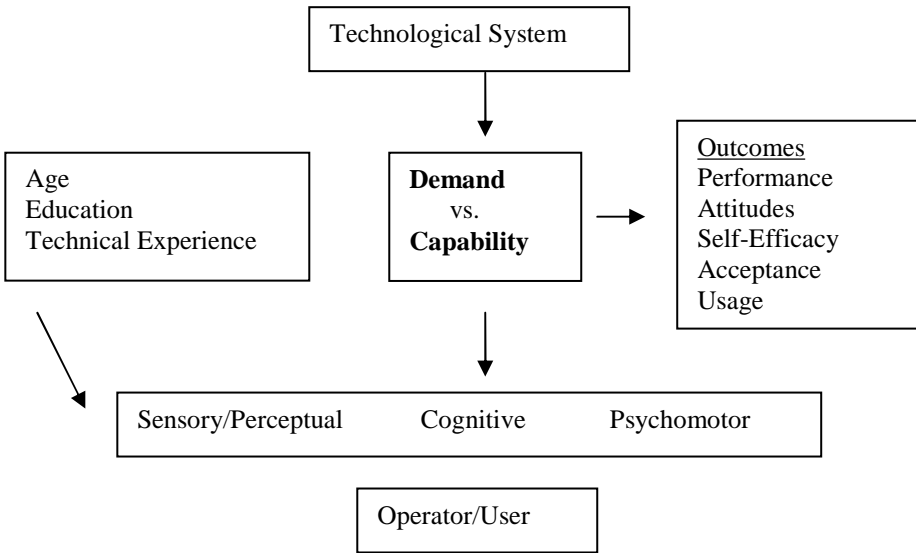 Technological System
Age
Education
Technical Experience
Demand
vs.
Capability
Outcomes
Performance
Attitudes
Self-Efficacy
Acceptance
Usage
Sensory/Perceptual Cognitive Psychomotor
Operator/User